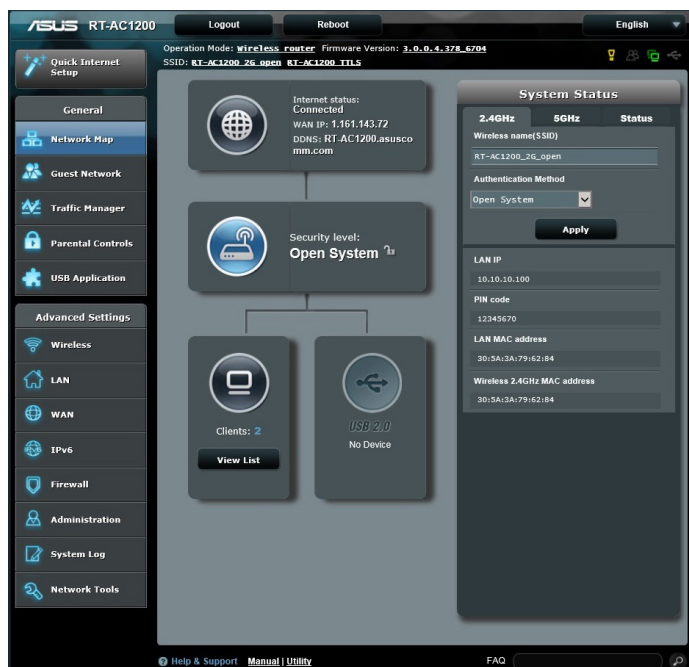 ASUS RT-AC1200 Logout Reboot English
Quick Internet Setup
Operation Mode: Wireless router Firmware Version: 3.0.0.4.378_6704
SSID: RT-AC1200_2G_open RT-AC1200_TTLS
General
Network Map
Guest Network
Traffic Manager
Parental Controls
USB Application
Advanced Settings
Wireless
LAN
WAN
IPv6
Firewall
Administration
System Log
Network Tools
Internet status:
Connected
WAN IP: 1.161.143.72
DDNS: RT-AC1200.asusco
mm.com
Security level:
Open System
Clients: 2
View List
USB 2.0
No Device
System Status
2.4GHz 5GHz Status
Wireless name(SSID)
RT-AC1200_2G_open
Authentication Method
Open System
Apply
LAN IP
10.10.10.100
PIN code
12345670
LAN MAC address
30:5A:3A:79:62:84
Wireless 2.4GHz MAC address
30:5A:3A:79:62:84
Help & Support Manual | Utility FAQ